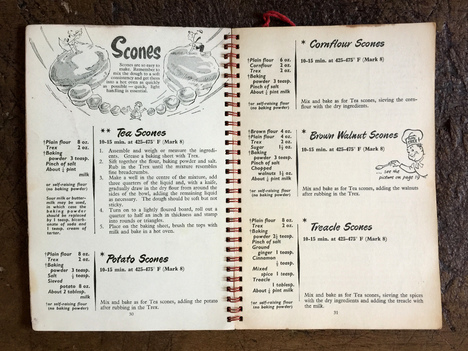 Scones
Scones are so easy to
make. Remember to
mix the dough to a soft
consistency and get them
into a hot oven as quickly
as possible — quick, light
handling is essential.
** Tea Scones
10-15 min. at 425-475° F (Mark 8)
†Plain flour 8 oz.
Trex 2 oz.
†Baking
powder 3 teasp.
Pinch of salt
About ¼ pint
milk
†or self-raising flour
(no baking powder)
Sour milk or butter-
milk may be used,
in which case the
baking powder
should be replaced
by
teasp. bicarb-
onate of soda and
1 teasp. cream of
tartar.
1. Assemble and weigh or measure the ingredi-
ents. Grease a baking sheet with Trex.
2. Sift together the flour, baking powder and salt.
Rub in the Trex until the mixture resembles
fine breadcrumbs.
3. Make a well in the centre of the mixture, add
three quarters of the liquid and, with a knife,
gradually draw in the dry flour from around the
sides of the bowl, adding the remaining liquid
as necessary. The dough should be soft but not
sticky.
4. Turn on to a lightly floured board, roll out a
quarter to half an inch in thickness and stamp
into rounds or triangles.
5. Place on the baking sheet, brush the tops with
milk and bake in a hot oven.
* Potato Scones
10-15 min. at 425-475° F (Mark 8)
†Plain flour 8 oz.
Trex 2 oz.
†Baking
powder 3 teasp.
Salt
teasp.
Sieved
potato 8 oz.
About 2 tablesp.
milk
†or self-raising flour
(no baking powder)
Mix and bake as for Tea scones, adding the potato
after rubbing in the Trex.
* Cornflour Scones
10-15 min. at 425-475° F (Mark 8)
†Plain flour 6 oz.
Cornflour 2 oz.
Trex 2 oz.
†Baking
powder 3 teasp.
Pinch of salt
About ¼ pint milk
†or self-raising flour
(no baking powder)
Mix and bake as for Tea scones, sieving the corn-
flour with the dry ingredients.
* Brown Walnut Scones
10-15 min. at 425-475° F (Mark 8)
†Brown flour 4 oz.
†Plain flour 4 oz.
Trex 2 oz.
Sugar
oz.
†Baking
powder 3 teasp.
Pinch of salt
Chopped
walnuts
oz.
About ¼ pint milk
†or self-raising flour
(no baking powder)
see the
picture on page
Mix and bake as for Tea scones, adding the walnuts
after rubbing in the Trex.
* Treacle Scones
10-15 min. at 425-475° F (Mark 8)
†Plain flour 8 oz.
Trex 2 oz.
†Baking
powder
teasp.
Pinch of salt
Ground
ginger 1 teasp.
Cinnamon
teasp.
Mixed
spice 1 teasp.
Treacle
1 tablesp.
About ¼ pint milk
†or self-raising flour
(no baking powder)
Mix and bake as for Tea scones, sieving the spices
with the dry ingredients and adding the treacle with
the milk.